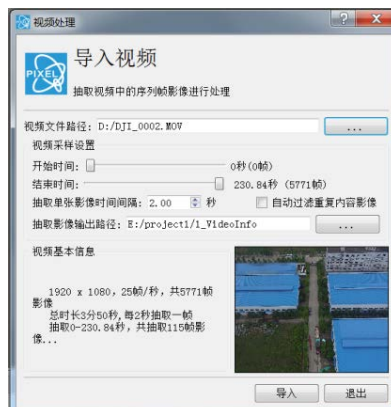 视频处理
PIXEL
导入视频
抽取视频中的序列帧影像进行处理
视频文件路径: D:/DJI_0002.MOV ...
视频采样设置
开始时间: 0秒(0帧)
结束时间: 230.84秒(5771帧)
抽取单张影像时间间隔: 2.00 秒 自动过滤重复内容影像
抽取影像输出路径: E:/project1/1_VideoInfo ...
视频基本信息
1920 x 1080, 25帧/秒, 共5771帧
影像
总时长3分50秒,每2秒抽取一帧
抽取0-230.84秒, 共抽取115帧影
像...
导入 退出